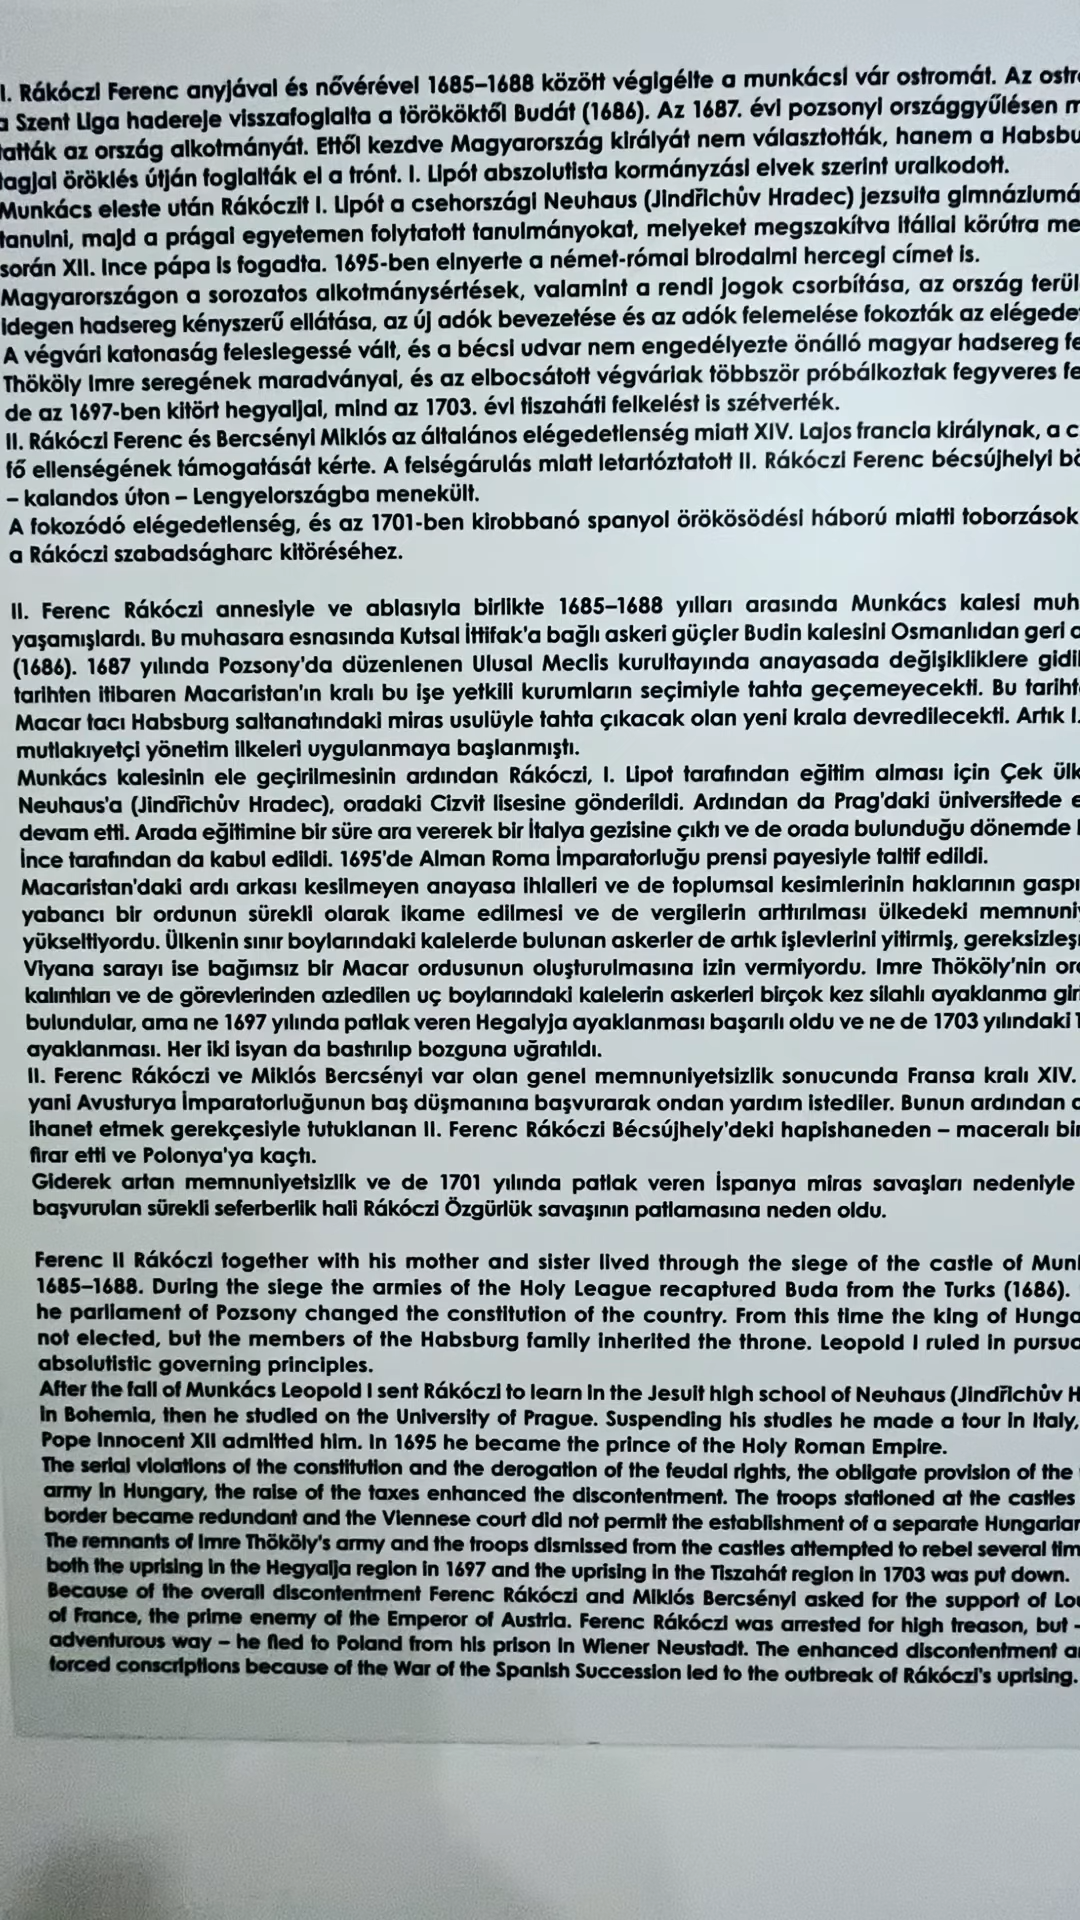 I. Rákóczi Ferenc anyjával és nővérével 1685–1688 között végigélte a munkácsi vár ostromát. Az
a Szent Liga hadereje visszafoglalta a törököktől Budát (1686). Az 1687. évi pozsonyi országgyűlésen
az ország alkotmányát. Ettől kezdve Magyarország királyát nem választották, hanem a
tagjai öröklés útján foglalták el a trónt. I. Lipót abszolutista kormányzási elvek szerint uralkodott.
Munkács eleste után Rákóczit I. Lipót a csehországi Neuhaus (Jindřichův Hradec) jezsuita
tanulni, majd a prágai egyetemen folytatott tanulmányokat, melyeket megszakítva itáliai körútra
során XII. Ince pápa is fogadta. 1695-ben elnyerte a német-római birodalmi hercegi címet is.
Magyarországon a sorozatos alkotmánysértések, valamint a rendi jogok csorbítása, az ország
idegen hadsereg kényszerű ellátása, az új adók bevezetése és az adók felemelése fokozták az
A végvári katonaság feleslegessé vált, és a bécsi udvar nem engedélyezte önálló magyar hadsereg
Thököly Imre seregének maradványai, és az elbocsátott végváriak többször próbálkoztak fegyveres
de az 1697-ben kitört hegyaljai, mind az 1703. évi tiszaháti felkelést is szétverték.
II. Rákóczi Ferenc és Bercsényi Miklós az általános elégedetlenség miatt XIV. Lajos francia királynak, a
fő ellenségének támogatását kérte. A felségárulás miatt letartóztatott II. Rákóczi Ferenc bécsújhelyi
– kalandos úton – Lengyelországba menekült.
A fokozódó elégedetlenség, és az 1701-ben kirobbanó spanyol örökösödési háború miatti toborzások
a Rákóczi szabadságharc kitöréséhez.
II. Ferenc Rákóczi annesiyle ve ablasıyla birlikte 1685–1688 yılları arasında Munkács kalesi
yaşamışlardı. Bu muhasara esnasında Kutsal İttifak'a bağlı askeri güçler Budin kalesini Osmanlıdan geri
(1686). 1687 yılında Pozsony'da düzenlenen Ulusal Meclis kurultayında anayasada değişikliklere
tarihten itibaren Macaristan'ın kralı bu işe yetkili kurumların seçimiyle tahta geçemeyecekti. Bu
Macar tacı Habsburg saltanatındaki miras usulüyle tahta çıkacak olan yeni krala devredilecekti. Artık I.
mutlakıyetçi yönetim ilkeleri uygulanmaya başlanmıştı.
Munkács kalesinin ele geçirilmesinin ardından Rákóczi, I. Lipot tarafından eğitim alması için Çek
Neuhaus'a (Jindřichův Hradec), oradaki Cizvit lisesine gönderildi. Ardından da Prag'daki üniversitede
devam etti. Arada eğitimine bir süre ara vererek bir İtalya gezisine çıktı ve de orada bulunduğu dönemde
İnce tarafından da kabul edildi. 1695'de Alman Roma İmparatorluğu prensi payesiyle taltif edildi.
Macaristan'daki ardı arkası kesilmeyen anayasa ihlalleri ve de toplumsal kesimlerinin haklarının gaspı
yabancı bir ordunun sürekli olarak ikame edilmesi ve de vergilerin arttırılması ülkedeki
yükseltiyordu. Ülkenin sınır boylarındaki kalelerde bulunan askerler de artık işlevlerini yitirmiş,
Viyana sarayı ise bağımsız bir Macar ordusunun oluşturulmasına izin vermiyordu. Imre Thököly'nin
kalıntıları ve de görevlerinden azledilen uç boylarındaki kalelerin askerleri birçok kez silahlı ayaklanma
bulundular, ama ne 1697 yılında patlak veren Hegalyja ayaklanması başarılı oldu ve ne de 1703 yılındaki
ayaklanması. Her iki isyan da bastırılıp bozguna uğratıldı.
II. Ferenc Rákóczi ve Miklós Bercsényi var olan genel memnuniyetsizlik sonucunda Fransa kralı XIV.
yani Avusturya İmparatorluğunun baş düşmanına başvurarak ondan yardım istediler. Bunun ardından
ihanet etmek gerekçesiyle tutuklanan II. Ferenc Rákóczi Bécsújhely'deki hapishaneden – maceralı
firar etti ve Polonya'ya kaçtı.
Giderek artan memnuniyetsizlik ve de 1701 yılında patlak veren İspanya miras savaşları nedeniyle
başvurulan sürekli seferberlik hali Rákóczi Özgürlük savaşının patlamasına neden oldu.
Ferenc II Rákóczi together with his mother and sister lived through the siege of the castle of
1685–1688. During the siege the armies of the Holy League recaptured Buda from the Turks (1686).
he parliament of Pozsony changed the constitution of the country. From this time the king of
not elected, but the members of the Habsburg family inherited the throne. Leopold I ruled in
absolutistic governing principles.
After the fall of Munkács Leopold I sent Rákóczi to learn in the Jesuit high school of Neuhaus (Jindřichův
in Bohemia, then he studied on the University of Prague. Suspending his studies he made a tour in Italy,
Pope Innocent XII admitted him. In 1695 he became the prince of the Holy Roman Empire.
The serial violations of the constitution and the derogation of the feudal rights, the obligate provision of the
army in Hungary, the raise of the taxes enhanced the discontentment. The troops stationed at the castles
border became redundant and the Viennese court did not permit the establishment of a separate
The remnants of Imre Thököly's army and the troops dismissed from the castles attempted to rebel several
both the uprising in the Hegyalja region in 1697 and the uprising in the Tiszahát region in 1703 was put down.
Because of the overall discontentment Ferenc Rákóczi and Miklós Bercsényi asked for the support of
of France, the prime enemy of the Emperor of Austria. Ferenc Rákóczi was arrested for high treason, but –
adventurous way – he fled to Poland from his prison in Wiener Neustadt. The enhanced discontentment
forced conscriptions because of the War of the Spanish Succession led to the outbreak of Rákóczi's uprising.